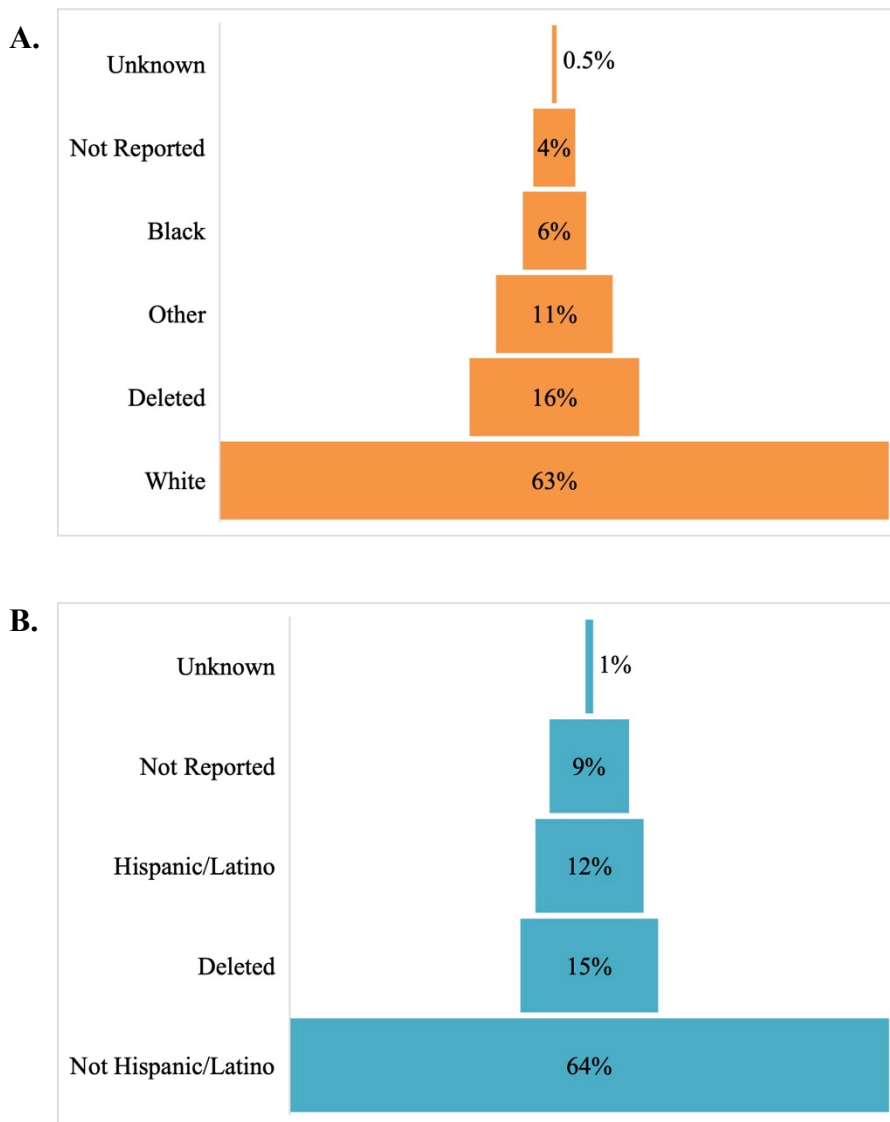 A.
Unknown 0.5%
Not Reported 4%
Black 6%
Other 11%
Deleted 16%
White 63%
B.
Unknown 1%
Not Reported 9%
Hispanic/Latino 12%
Deleted 15%
Not Hispanic/Latino 64%